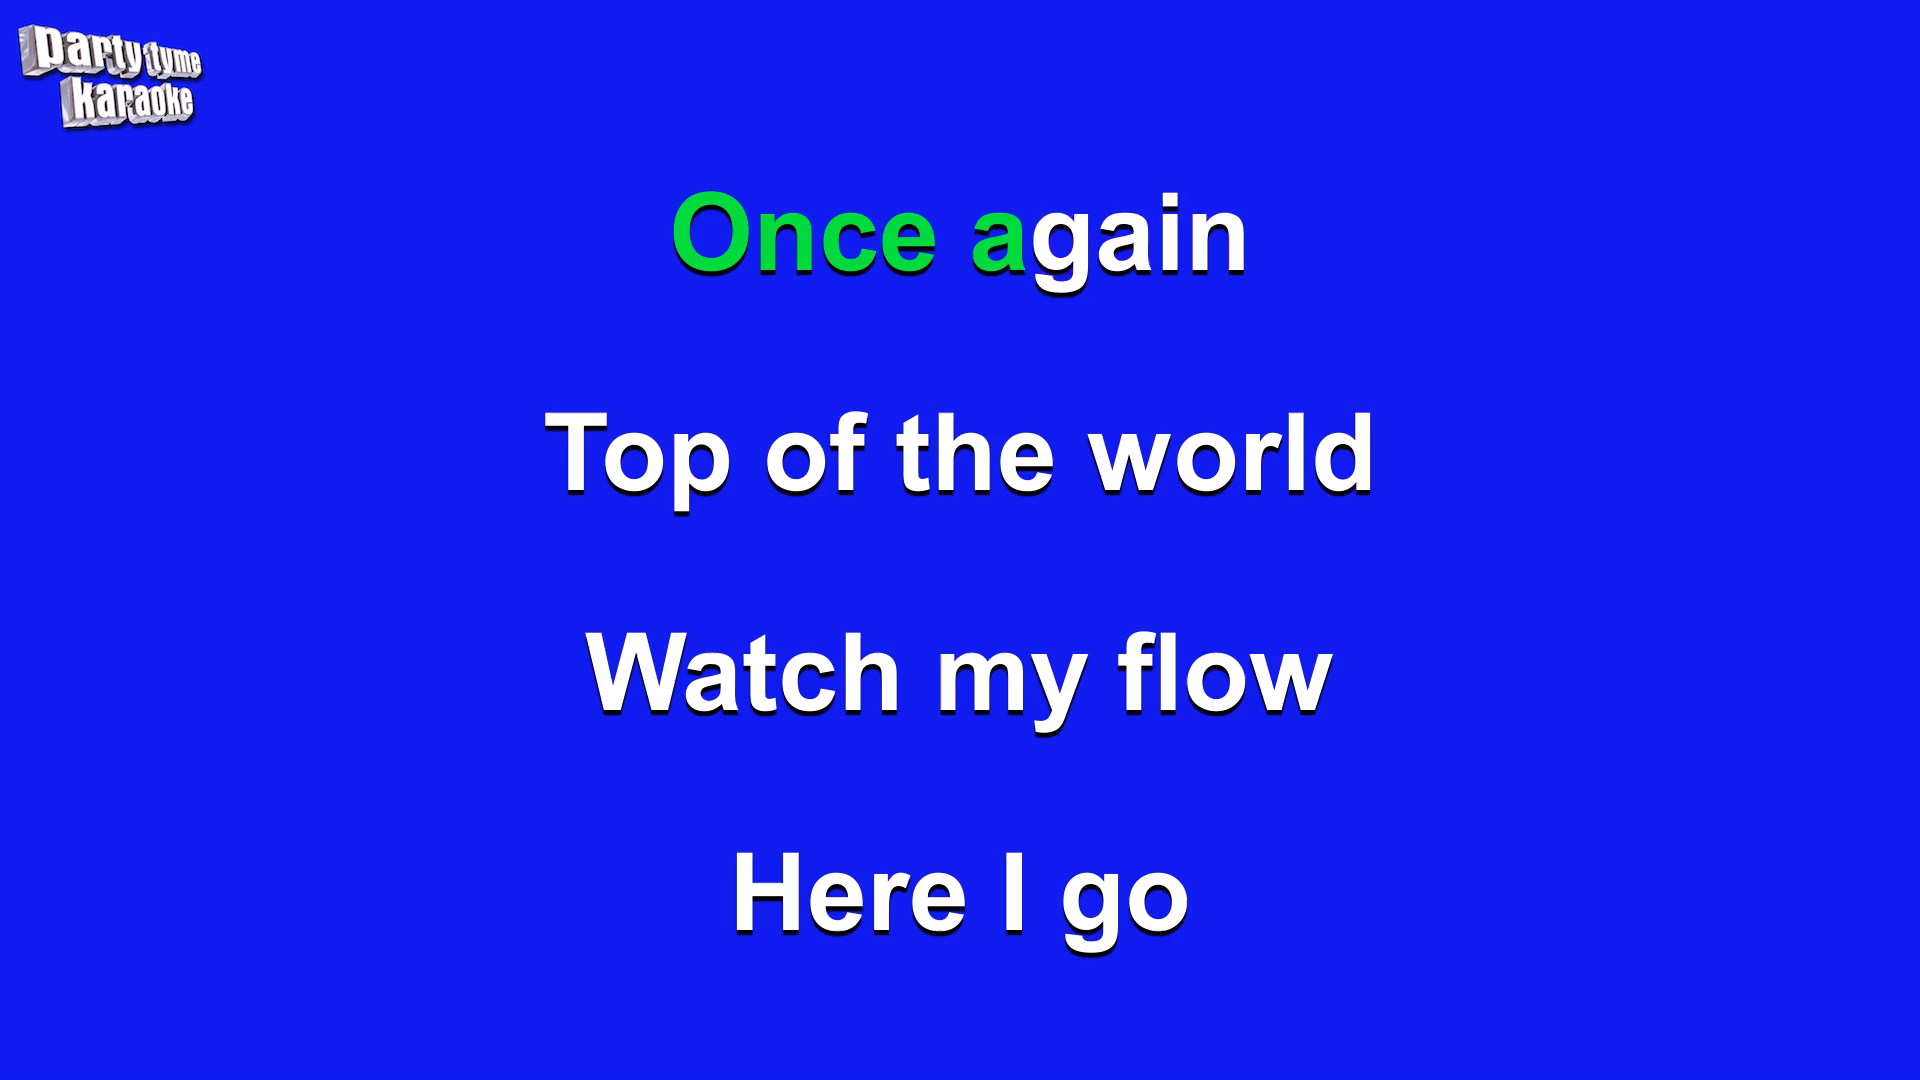 party tyme
karaoke
Once again
Top of the world
Watch my flow
Here I go